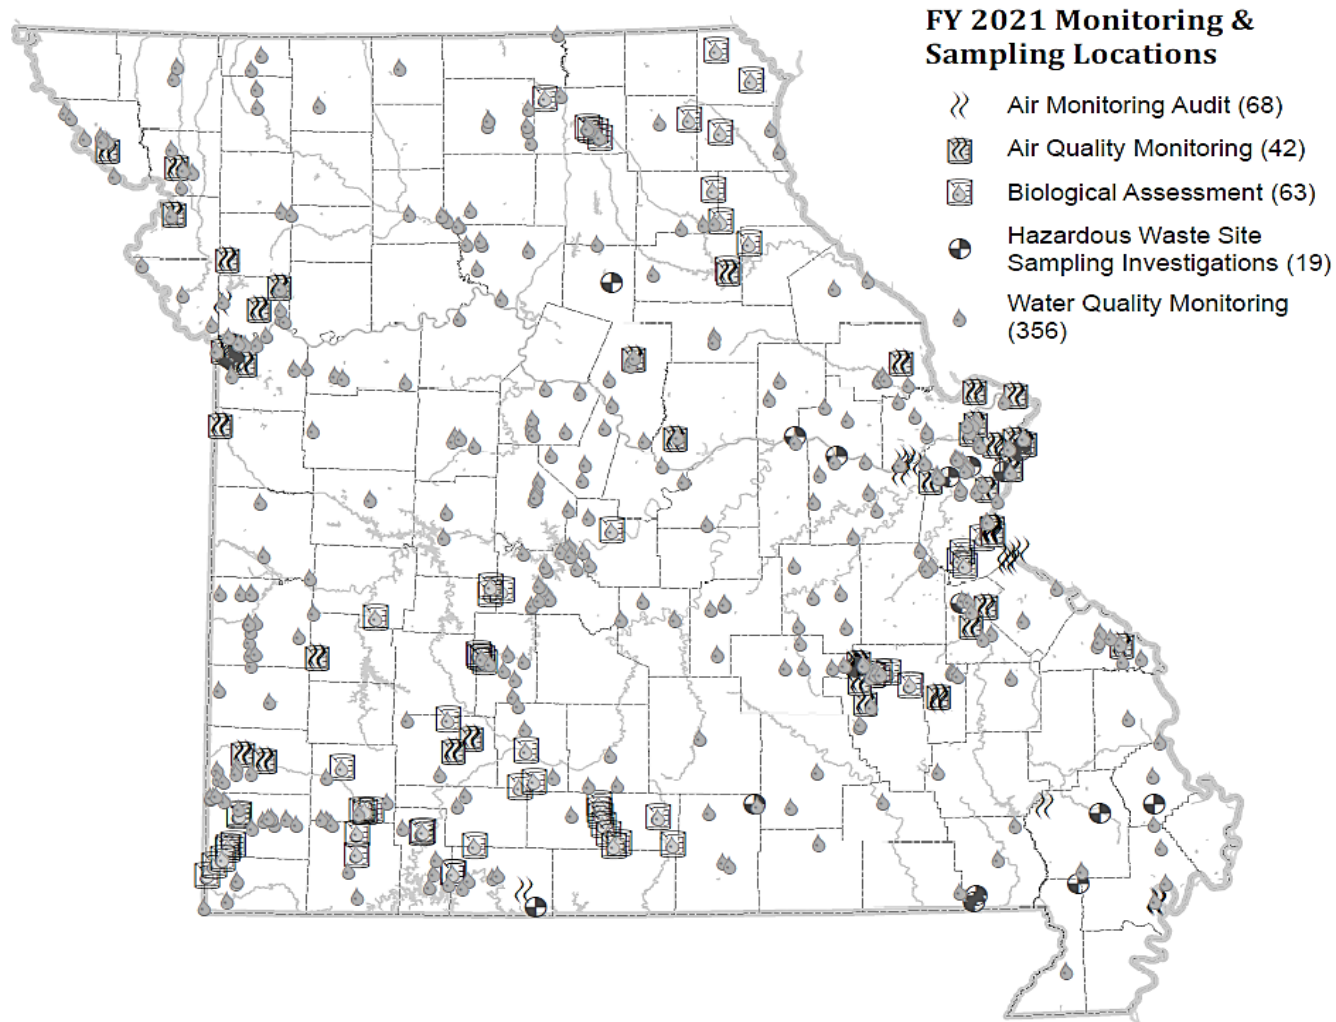 FY 2021 Monitoring &
Sampling Locations
Air Monitoring Audit (68)
Air Quality Monitoring (42)
Biological Assessment (63)
Hazardous Waste Site
Sampling Investigations (19)
Water Quality Monitoring
(356)